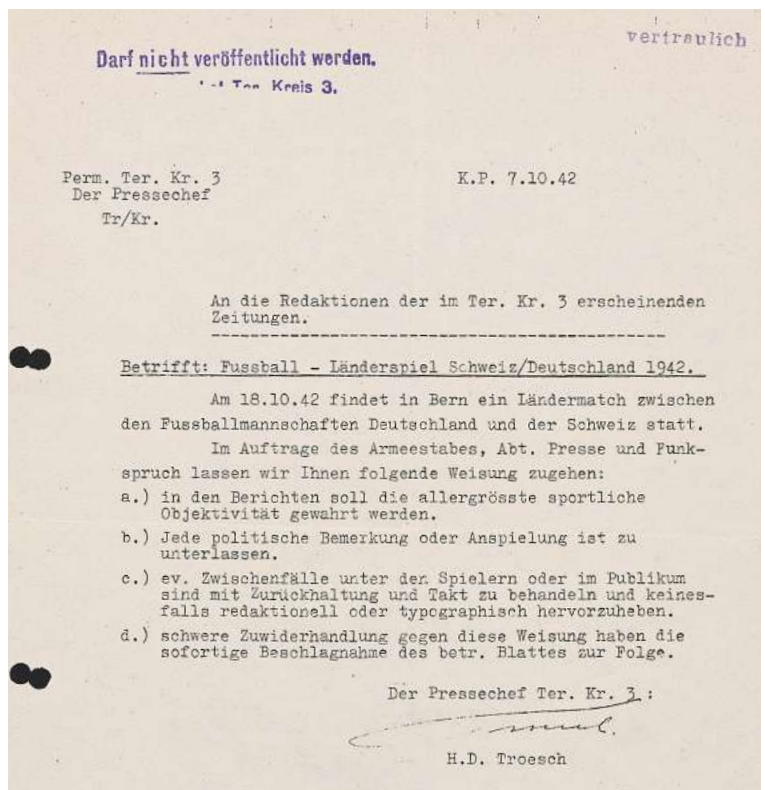 vertraulich
Darf nicht veröffentlicht werden.
Ter. Kreis 3.
Perm. Ter. Kr. 3
K.P. 7.10.42
Der Pressechef
Tr/Kr.
An die Redaktionen der im Ter. Kr. 3 erscheinenden
Zeitungen.
Betrifft: Fussball - Länderspiel Schweiz/Deutschland 1942.
Am 18.10.42 findet in Bern ein Ländermatch zwischen
den Fussballmannschaften Deutschland und der Schweiz statt.
Im Auftrage des Armeestabes, Abt. Presse und Funk-
spruch lassen wir Ihnen folgende Weisung zugehen:
a.) in den Berichten soll die allergrösste sportliche
Objektivität gewahrt werden.
b.) Jede politische Bemerkung oder Anspielung ist zu
unterlassen.
c.) ev. Zwischenfälle unter den Spielern oder im Publikum
sind mit Zurückhaltung und Takt zu behandeln und keines-
falls redaktionell oder typographisch hervorzuheben.
d.) schwere Zuwiderhandlung gegen diese Weisung haben die
sofortige Beschlagnahme des betr. Blattes zur Folge.
Der Pressechef Ter. Kr. 3 :
H.D. Troesch